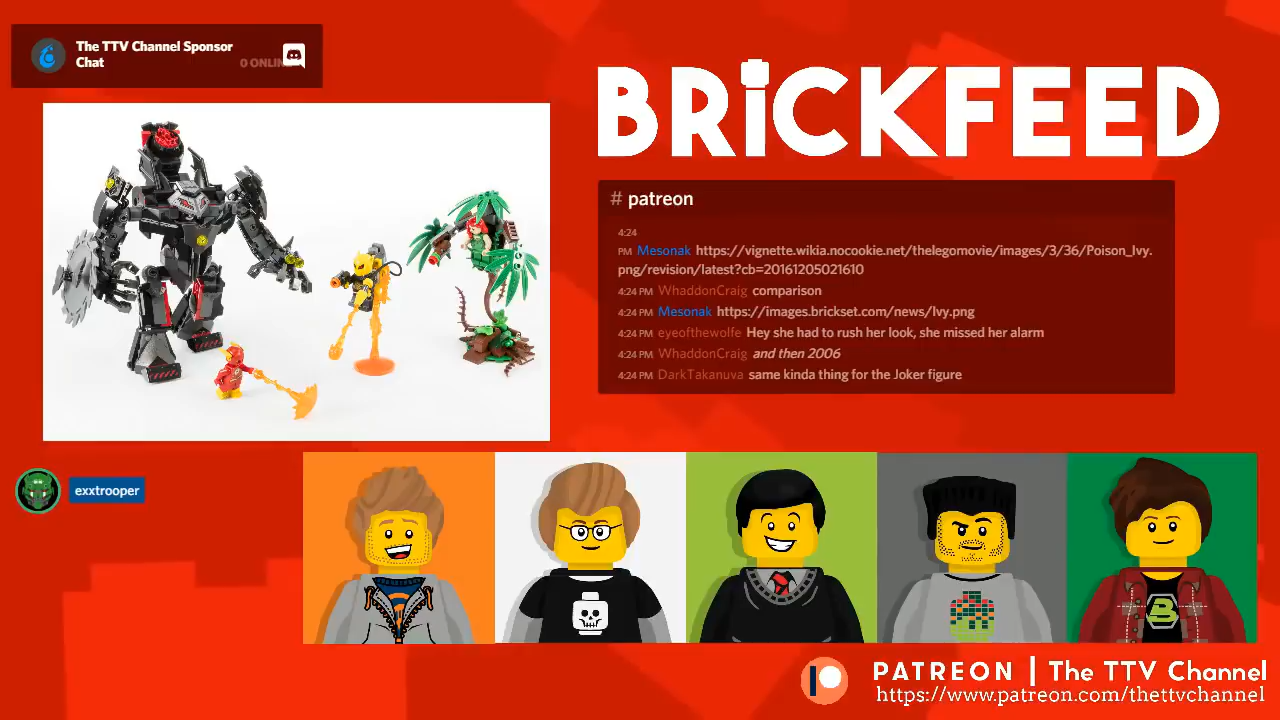 The TTV Channel Sponsor
Chat
0 ONLIN
BRiCKFEED
# patreon
4:24
PM Mesonak https://vignette.wikia.nocookie.net/thelegomovie/images/3/36/Poison_Ivy.
png/revision/latest?cb=20161205021610
4:24 PM WhaddonCraig comparison
4:24 PM Mesonak https://images.brickset.com/news/Ivy.png
4:24 PM eyeofthewolfe Hey she had to rush her look, she missed her alarm
4:24 PM WhaddonCraig and then 2006
4:24 PM DarkTakanuva same kinda thing for the Joker figure
exxtrooper
B
PATREON | The TTV Channel
https://www.patreon.com/thettvchannel